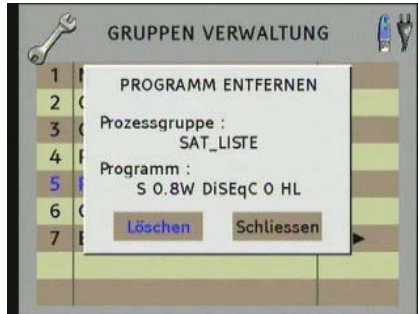 GRUPPEN VERWALTUNG
PROGRAMM ENTFERNEN
Prozessgruppe :
SAT_LISTE
Programm :
S 0.8W DiSEqC 0 HL
Löschen Schliessen
1
2
3
4
5
6
7